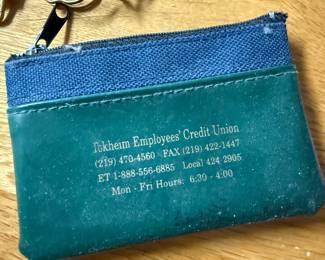 Tokheim Employees' Credit Union
(219) 470-4560 FAX (219) 422-1447
ET 1-888-556-6885 Local 424 2905
Mon - Fri Hours: 6:30 - 4:00